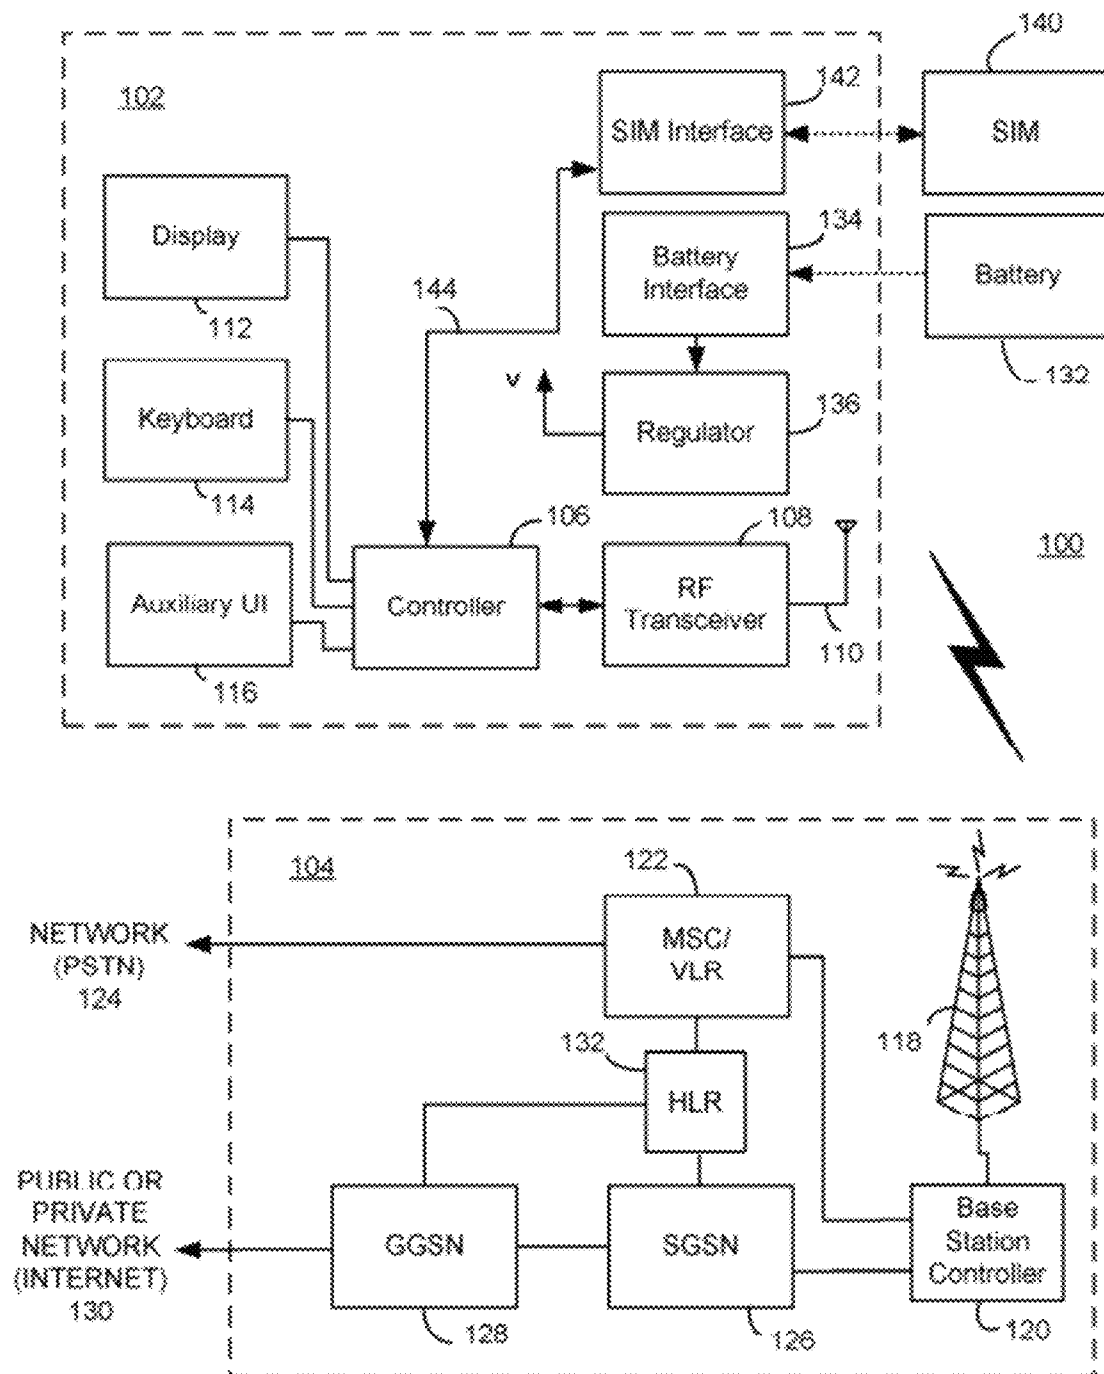 140
102
142
SIM Interface
SIM
Display
134
Battery
Interface
Battery
144
112
132
V
136
Keyboard
Regulator
114
106
108
100
Auxiliary UI
Controller
RF
Transceiver
110
116
104
122
NETWORK
(PSTN)
124
MSC/
VLR
118
132
HLR
PUBLIC OR
PRIVATE
NETWORK
(INTERNET)
130
GGSN
SGSN
Base
Station
Controller
128
126
120